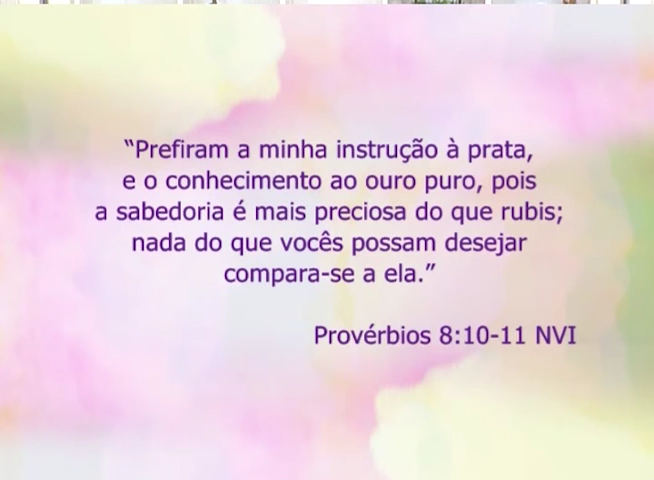 “Prefiram a minha instrução à prata,
e o conhecimento ao ouro puro, pois
a sabedoria é mais preciosa do que rubis;
nada do que vocês possam desejar
compara-se a ela.”
Provérbios 8:10-11 NVI